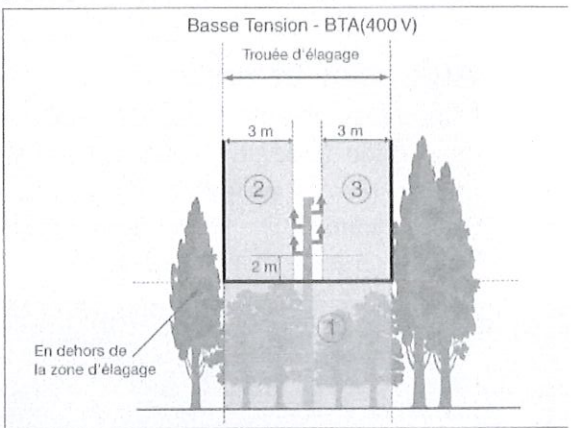 Basse Tension - BTA(400 V)
Trouée d'élagage
3 m
3 m
2
3
2 m
1
En dehors de
la zone d'élagage